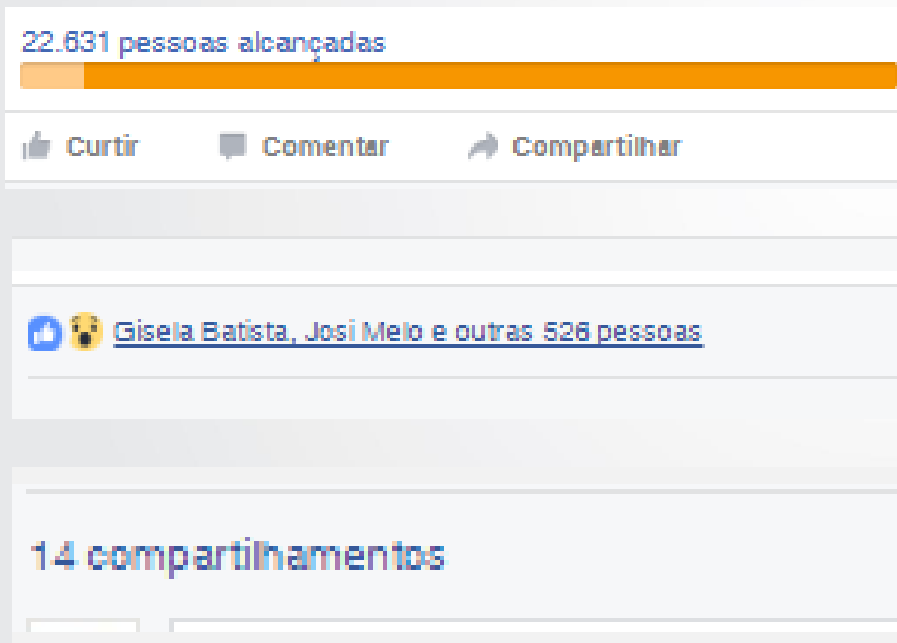 22.631 pessoas alcançadas
Curtir Comentar Compartilhar
Gisela Batista, Josi Melo e outras 526 pessoas
14 compartilhamentos